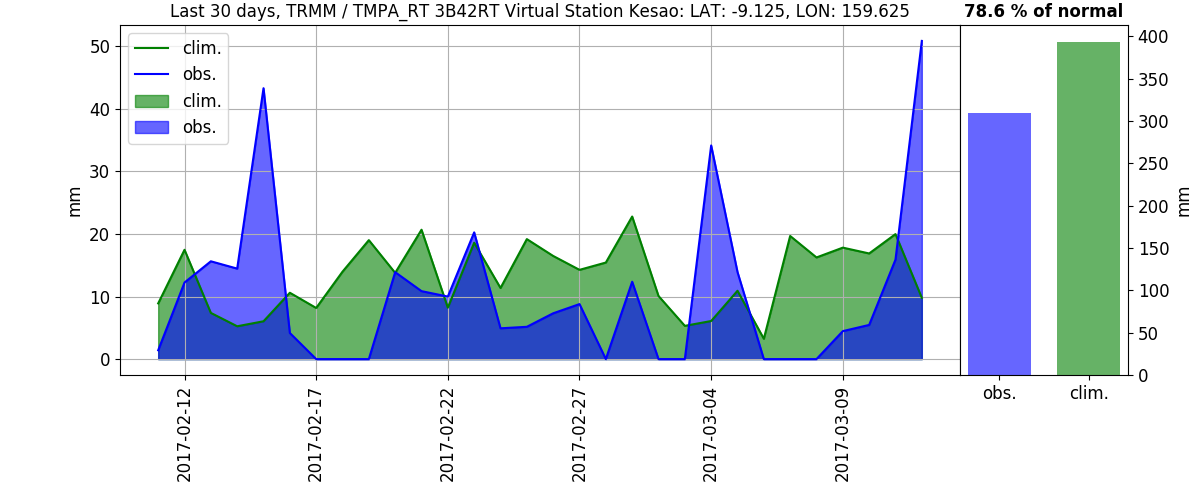 Last 30 days, TRMM / TMPA_RT 3B42RT Virtual Station Kesao: LAT: -9.125, LON: 159.625
78.6 % of normal
clim.
obs.
clim.
obs.
mm
50
40
30
20
10
0
2017-02-12
2017-02-17
2017-02-22
2017-02-27
2017-03-04
2017-03-09
400
350
300
250
200
150
100
50
0
mm
obs.
clim.